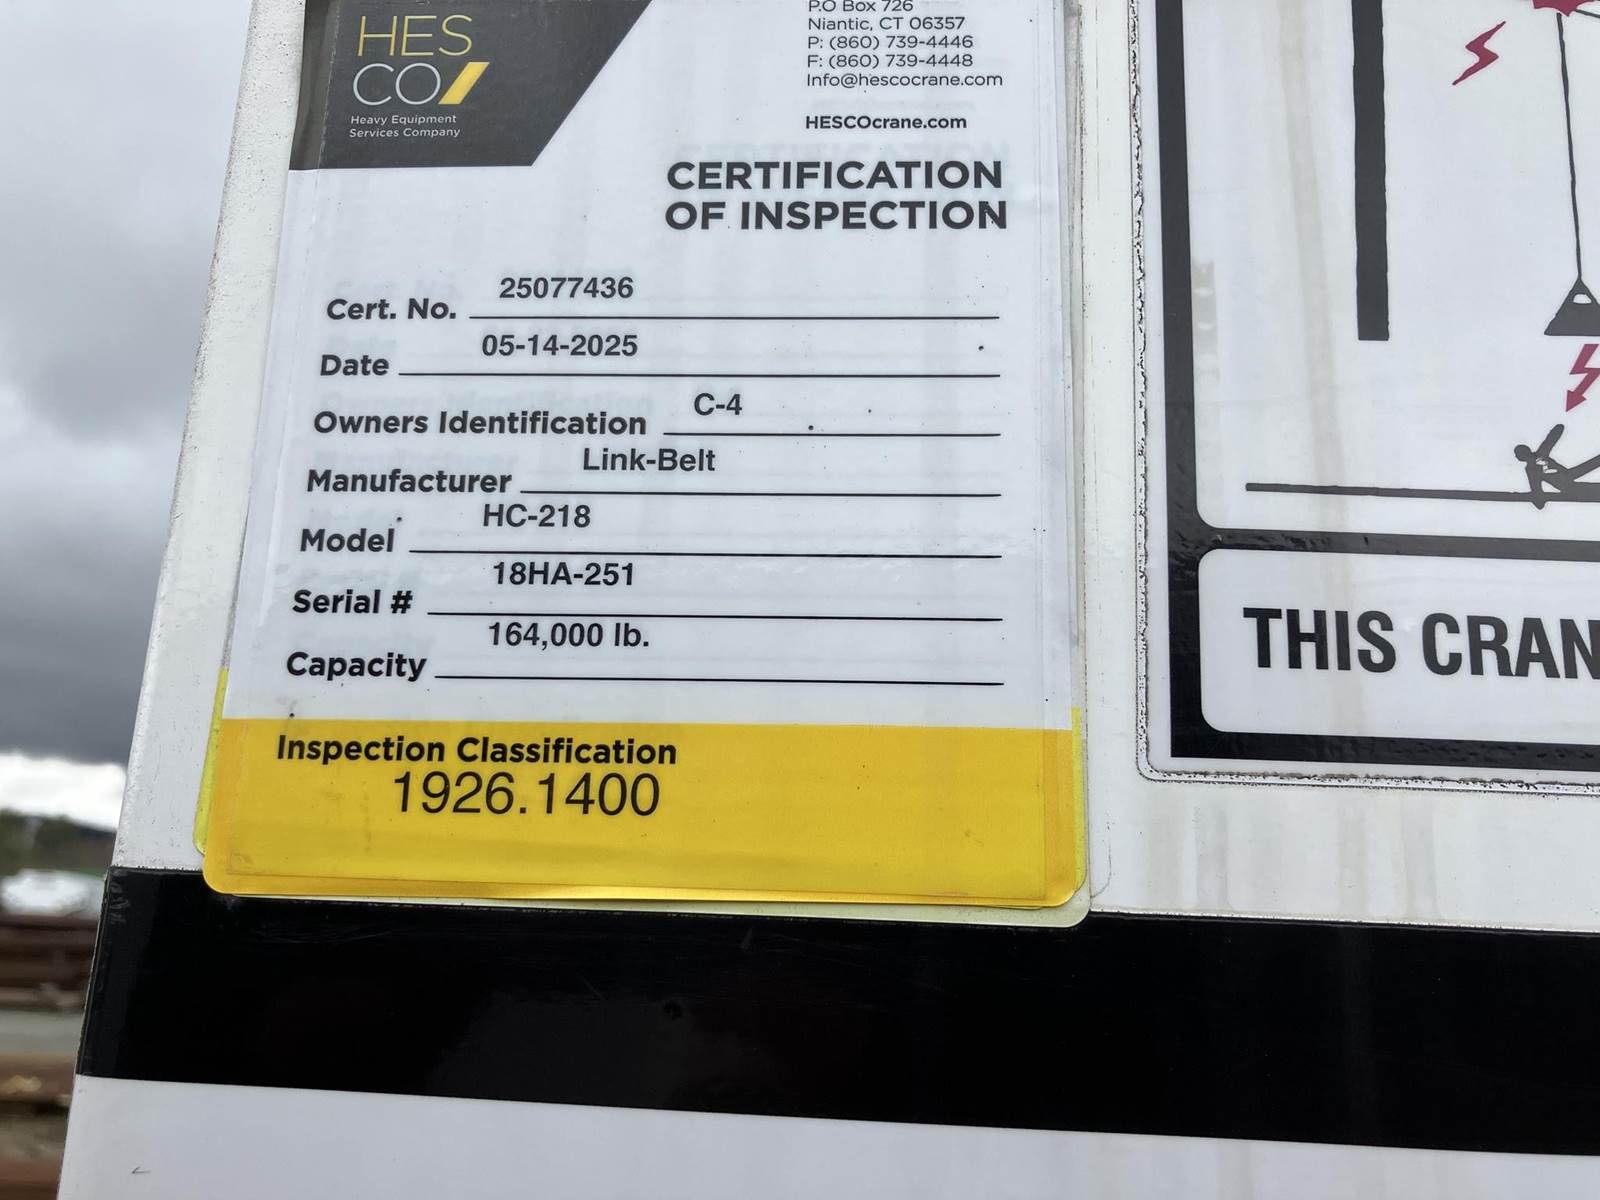 HES
CO
Heavy Equipment
Services Company
P.O Box 726
Niantic, CT 06357
P: (860) 739-4446
F: (860) 739-4448
Info@hescocrane.com
HESCOcrane.com
CERTIFICATION
OF INSPECTION
Cert. No. 25077436
Date 05-14-2025
Owners Identification C-4
Manufacturer Link-Belt
Model HC-218
Serial # 18HA-251
Capacity 164,000 lb.
Inspection Classification
1926.1400
THIS CRAN